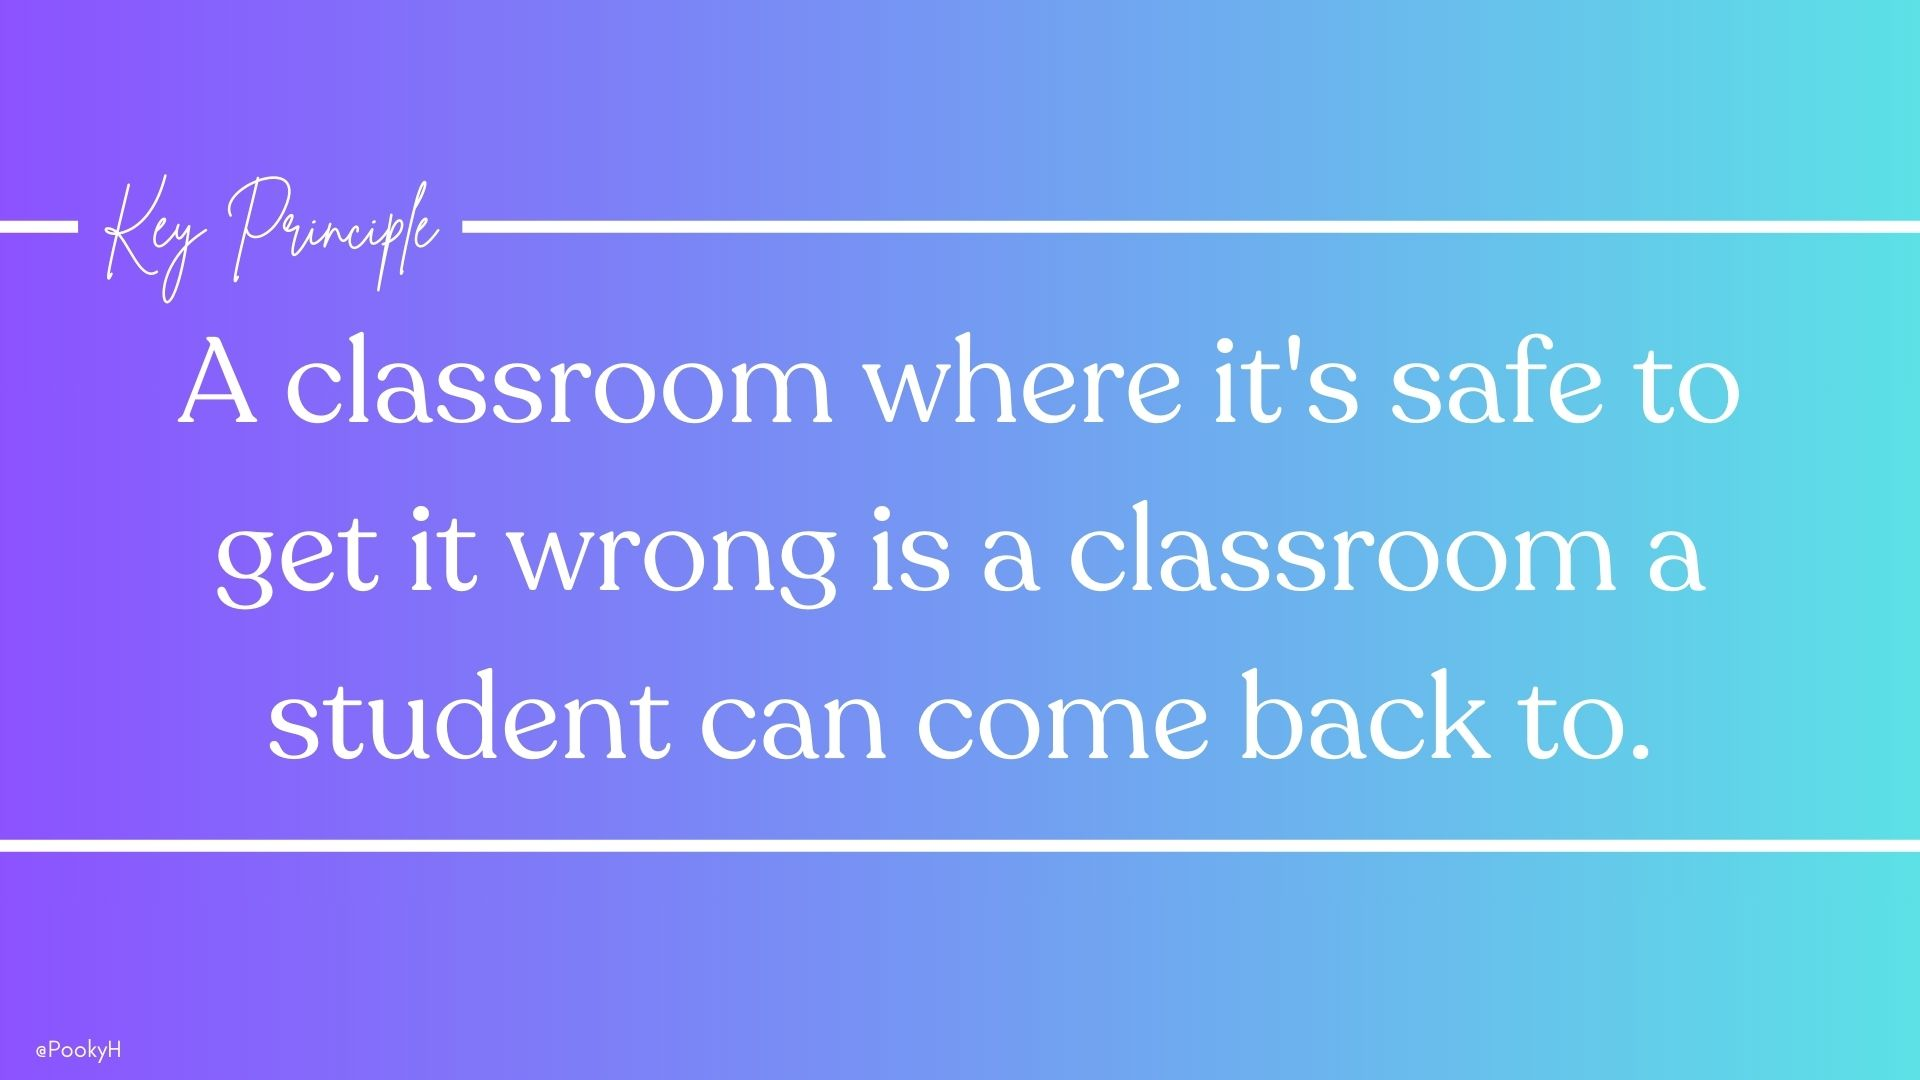 Key Principle
A classroom where it's safe to
get it wrong is a classroom a
student can come back to.
@PookyH